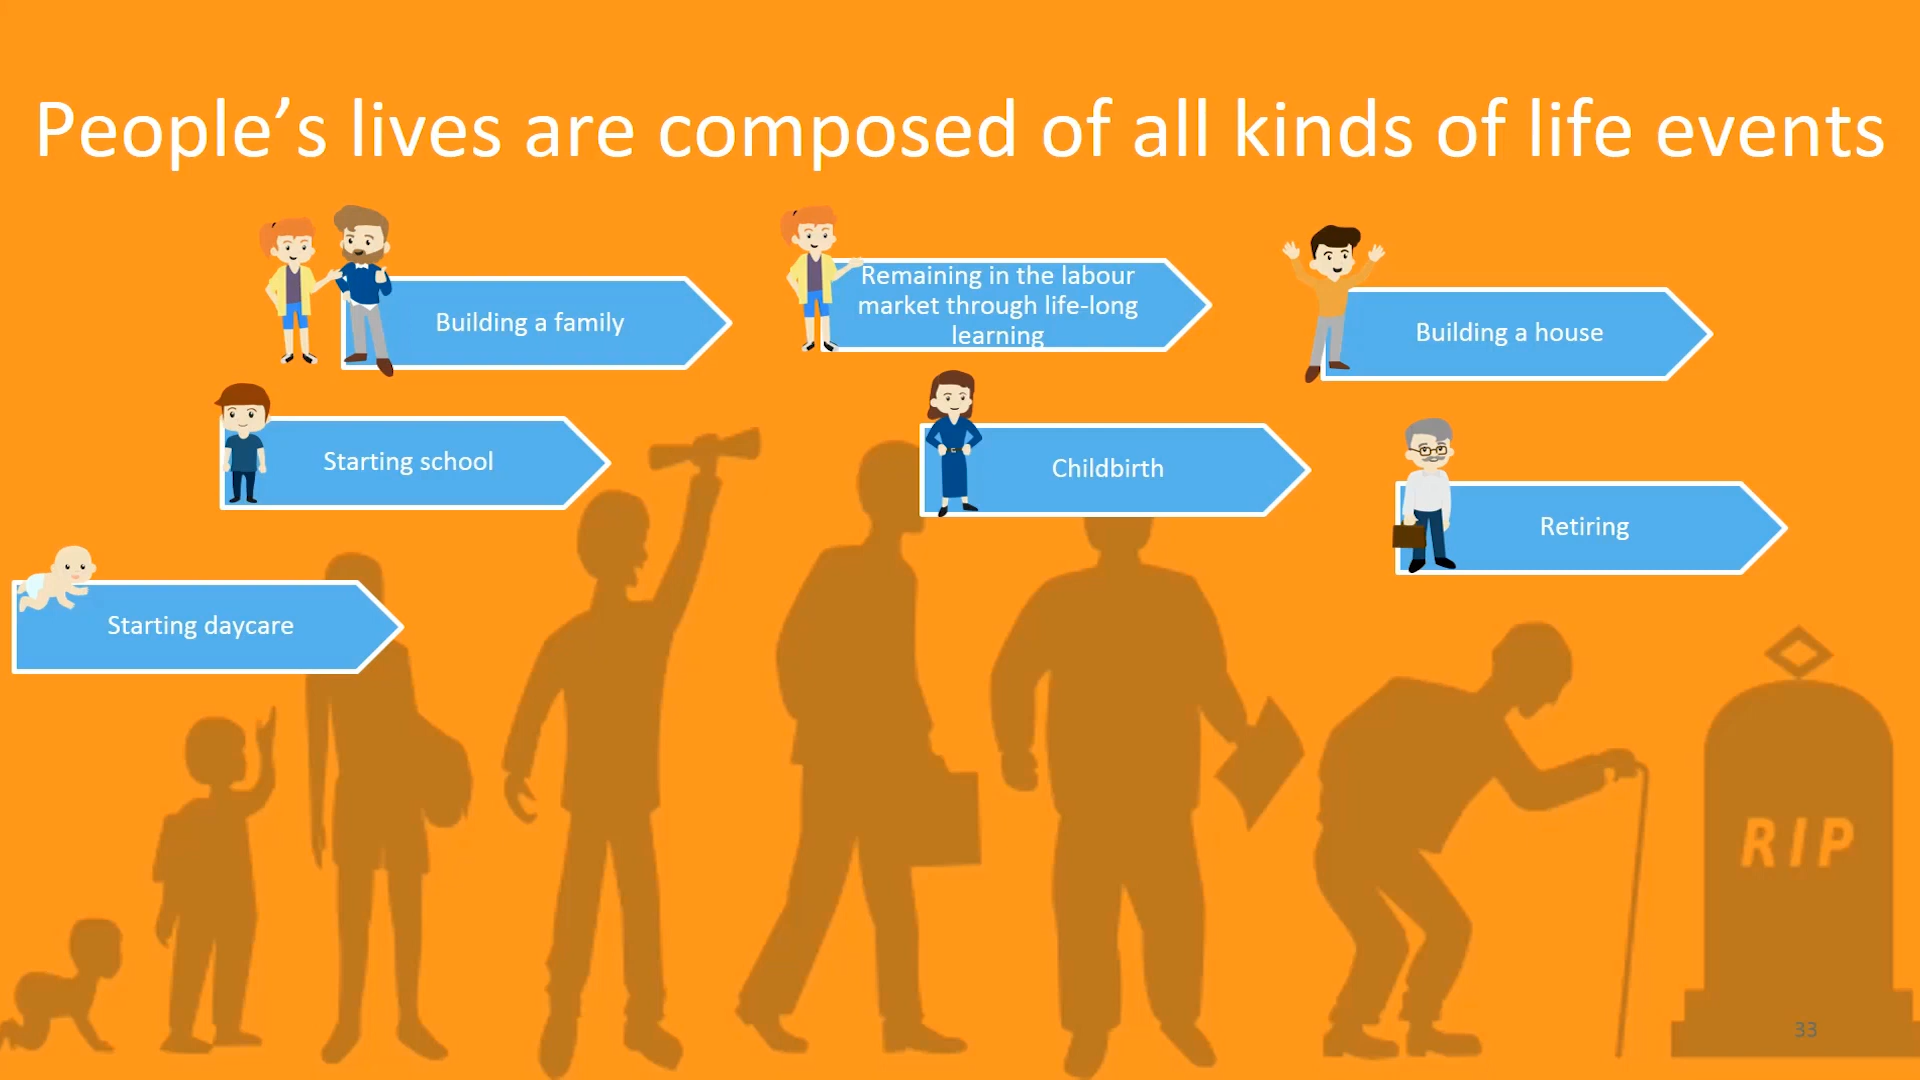 People’s lives are composed of all kinds of life events
Building a family
Remaining in the labour
market through life-long
learning
Building a house
Starting school
Childbirth
Retiring
Starting daycare
RIP
33